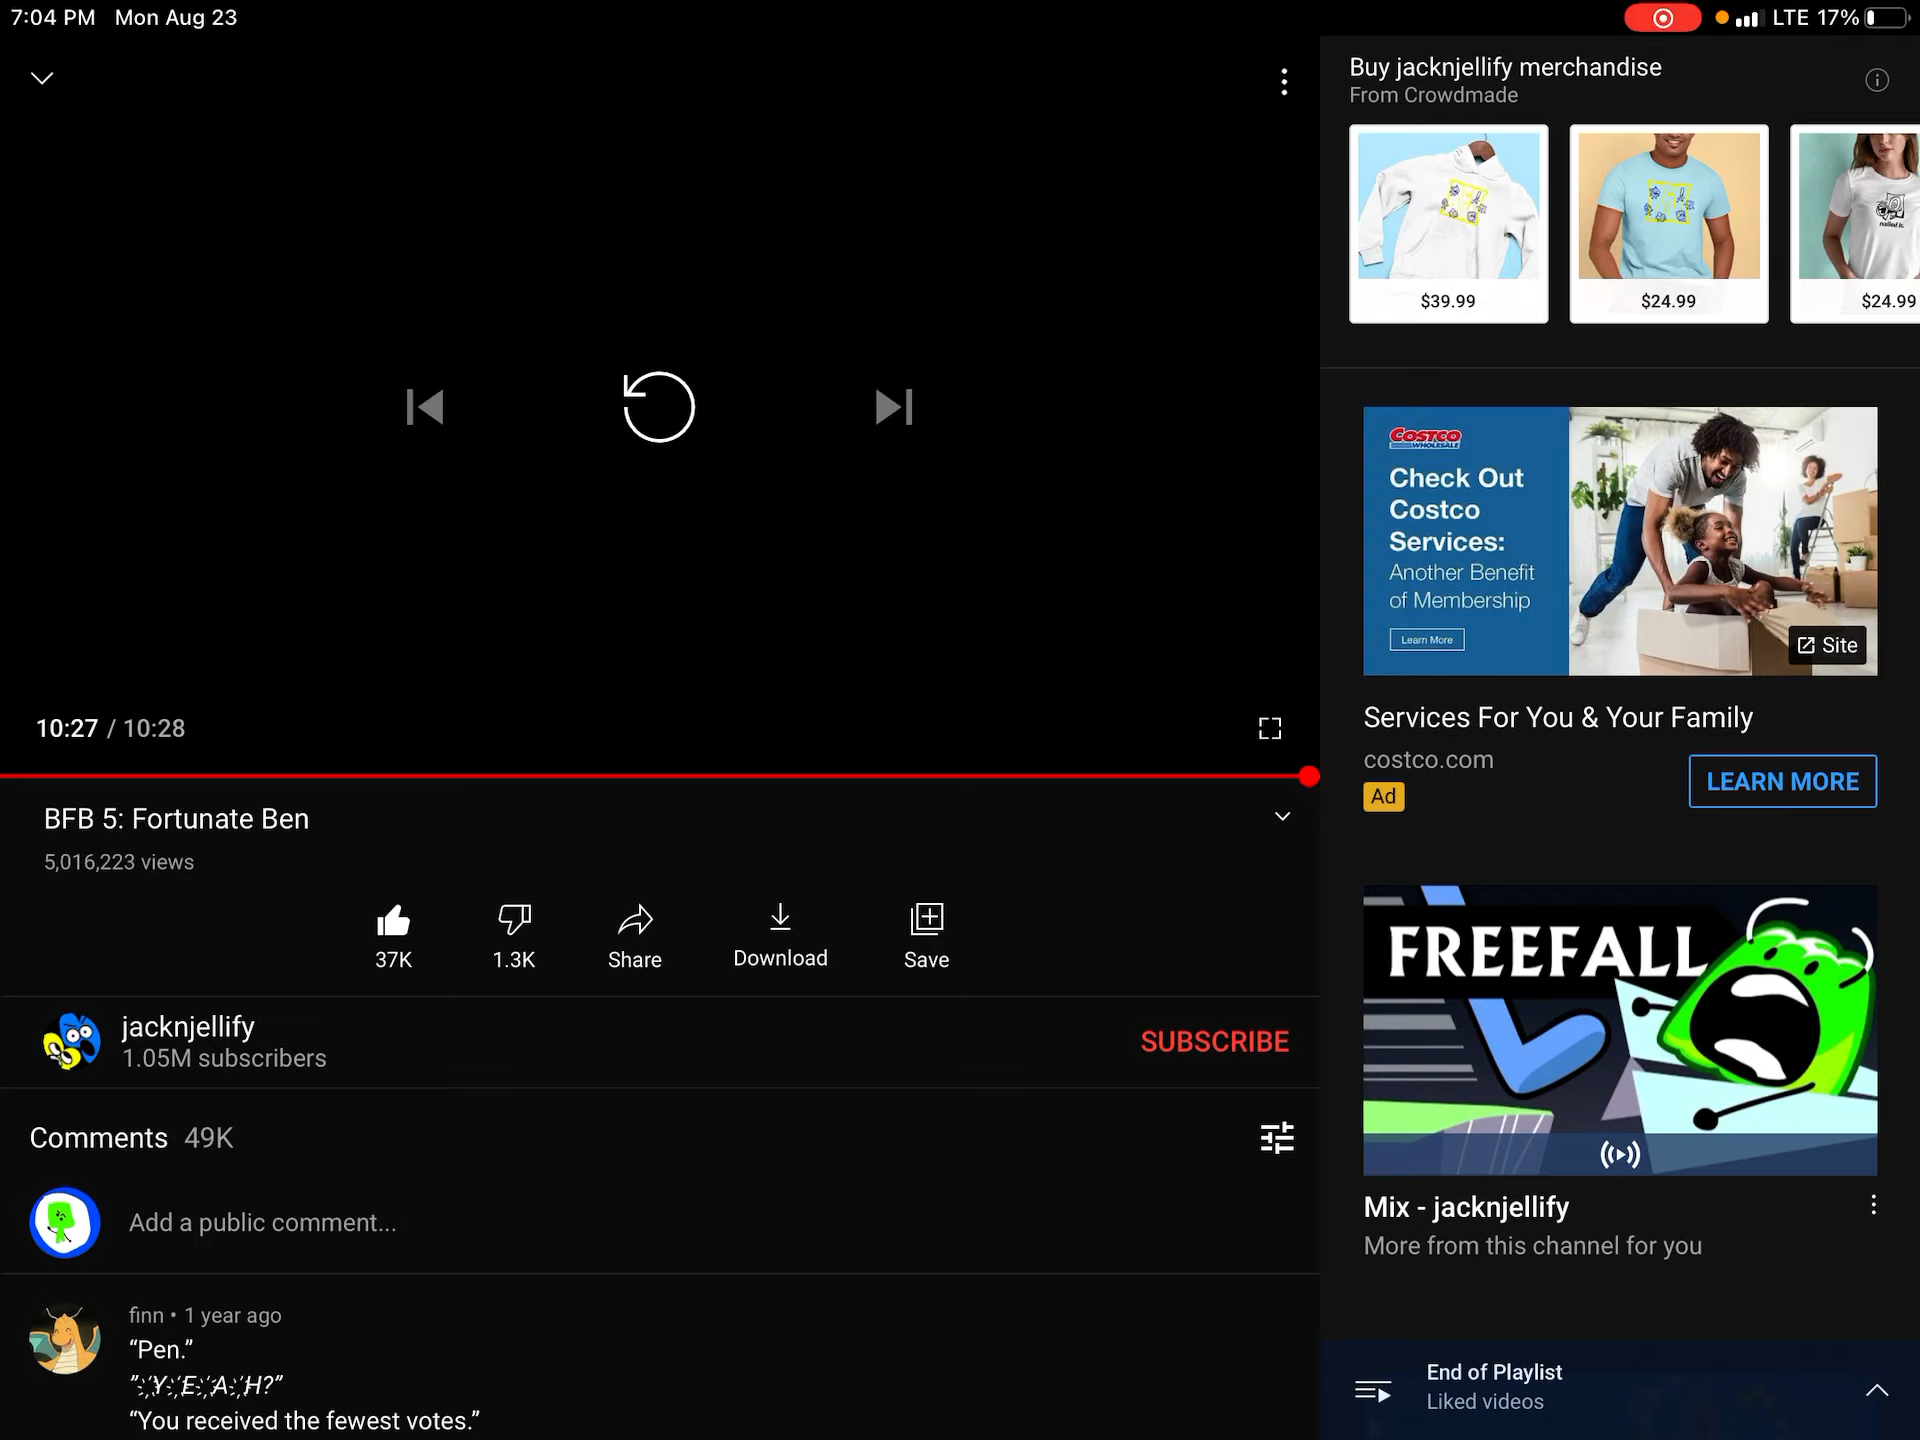 7:04 PM Mon Aug 23
LTE 17%
10:27 / 10:28
BFB 5: Fortunate Ben
5,016,223 views
37K
1.3K
Share
Download
Save
jacknjellify
1.05M subscribers
SUBSCRIBE
Comments 49K
Add a public comment...
finn • 1 year ago
“Pen.”
”҉Y҉E҉A҉H?”
“You received the fewest votes.”
Buy jacknjellify merchandise
From Crowdmade
$39.99
$24.99
nailed it.
$24.99
COSTCO
WHOLESALE
Check Out
Costco
Services:
Another Benefit
of Membership
Learn More
Site
Services For You & Your Family
costco.com
Ad
LEARN MORE
FREEFALL
Mix - jacknjellify
More from this channel for you
End of Playlist
Liked videos